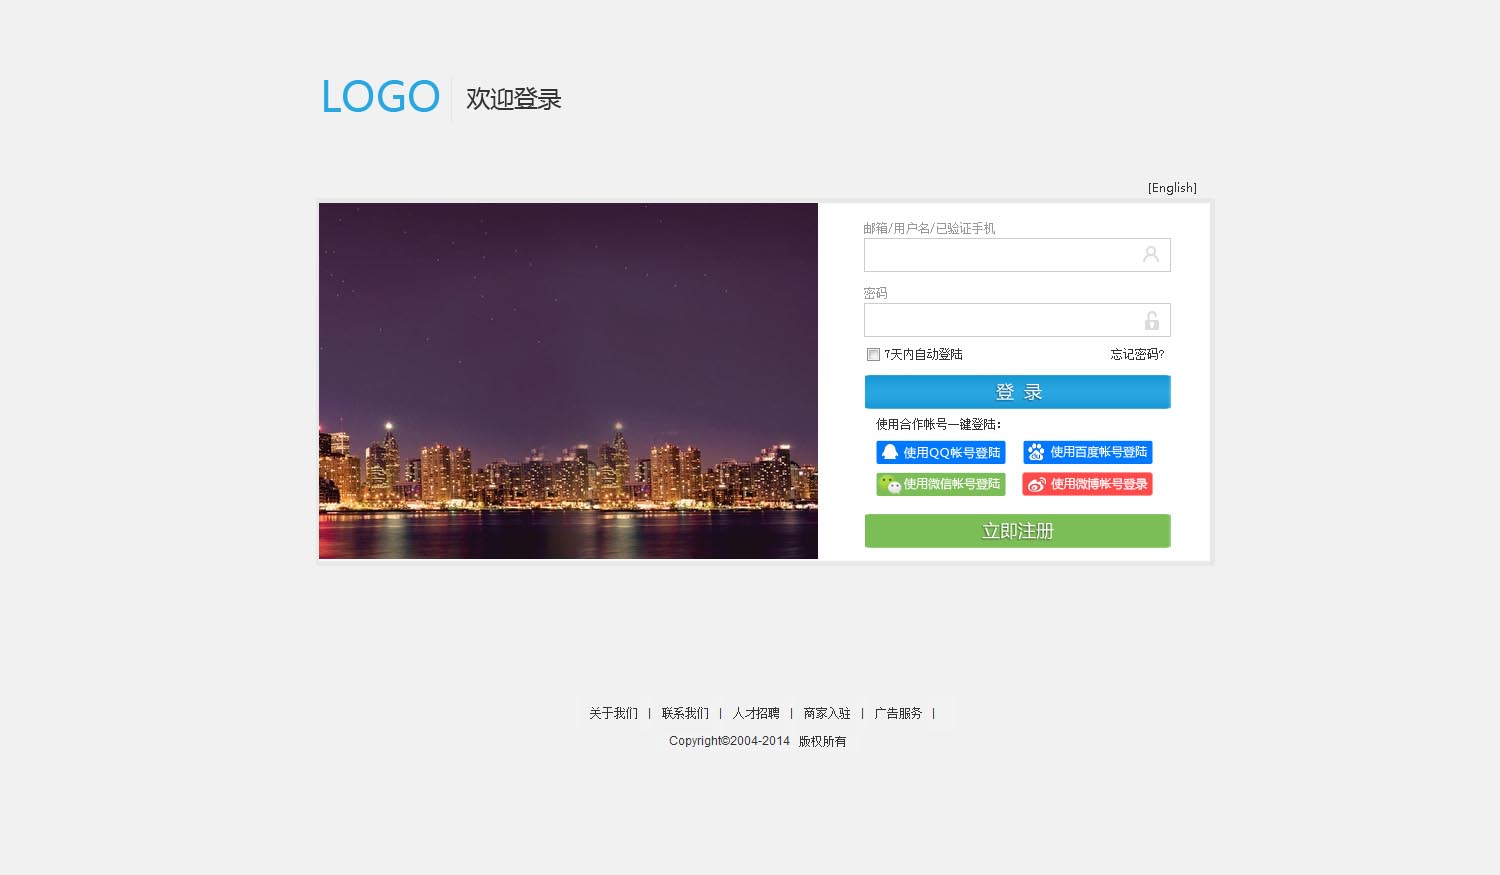 LOGO 欢迎登录
[English]
邮箱/用户名/已验证手机
密码
7天内自动登陆 忘记密码?
登 录
使用合作帐号一键登陆：
使用QQ帐号登陆 使用百度帐号登陆
使用微信帐号登陆 使用微博帐号登录
立即注册
关于我们 | 联系我们 | 人才招聘 | 商家入驻 | 广告服务 |
Copyright©2004-2014 版权所有